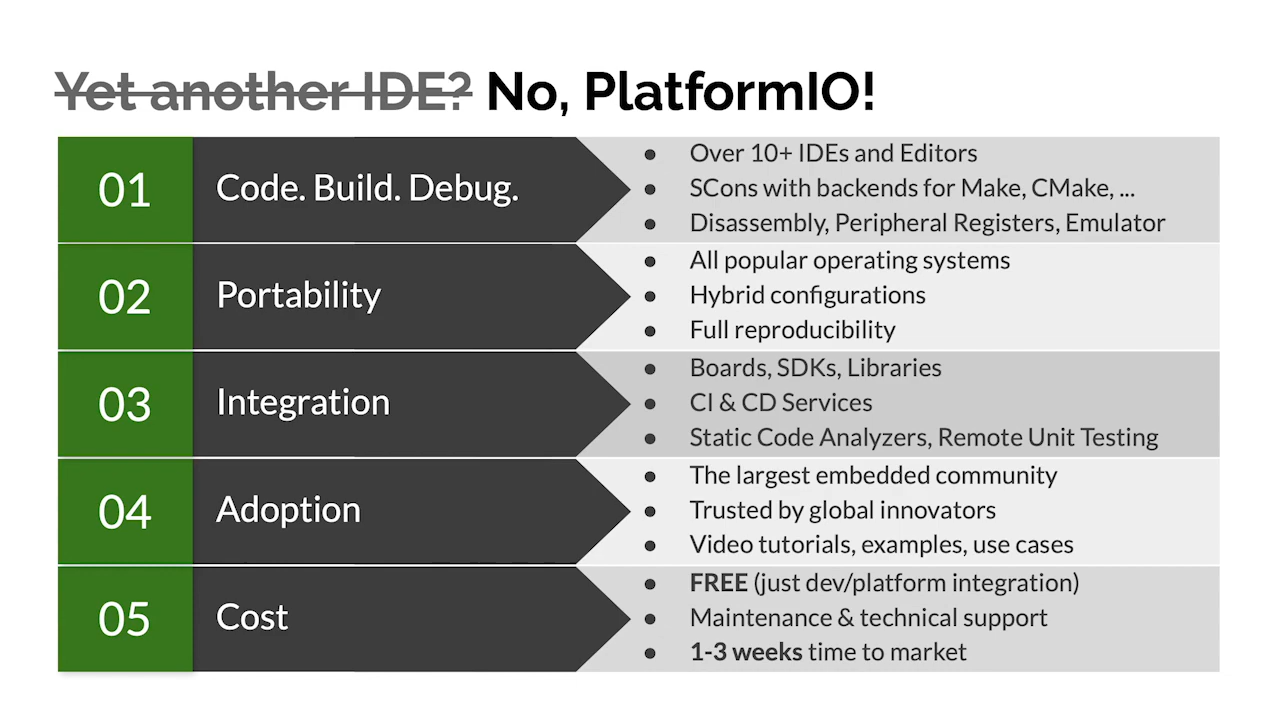 Yet another IDE? No, PlatformIO!
01
Code. Build. Debug.
● Over 10+ IDEs and Editors
● SCons with backends for Make, CMake, ...
● Disassembly, Peripheral Registers, Emulator
02
Portability
● All popular operating systems
● Hybrid configurations
● Full reproducibility
03
Integration
● Boards, SDKs, Libraries
● CI & CD Services
● Static Code Analyzers, Remote Unit Testing
04
Adoption
● The largest embedded community
● Trusted by global innovators
● Video tutorials, examples, use cases
05
Cost
● FREE (just dev/platform integration)
● Maintenance & technical support
● 1-3 weeks time to market